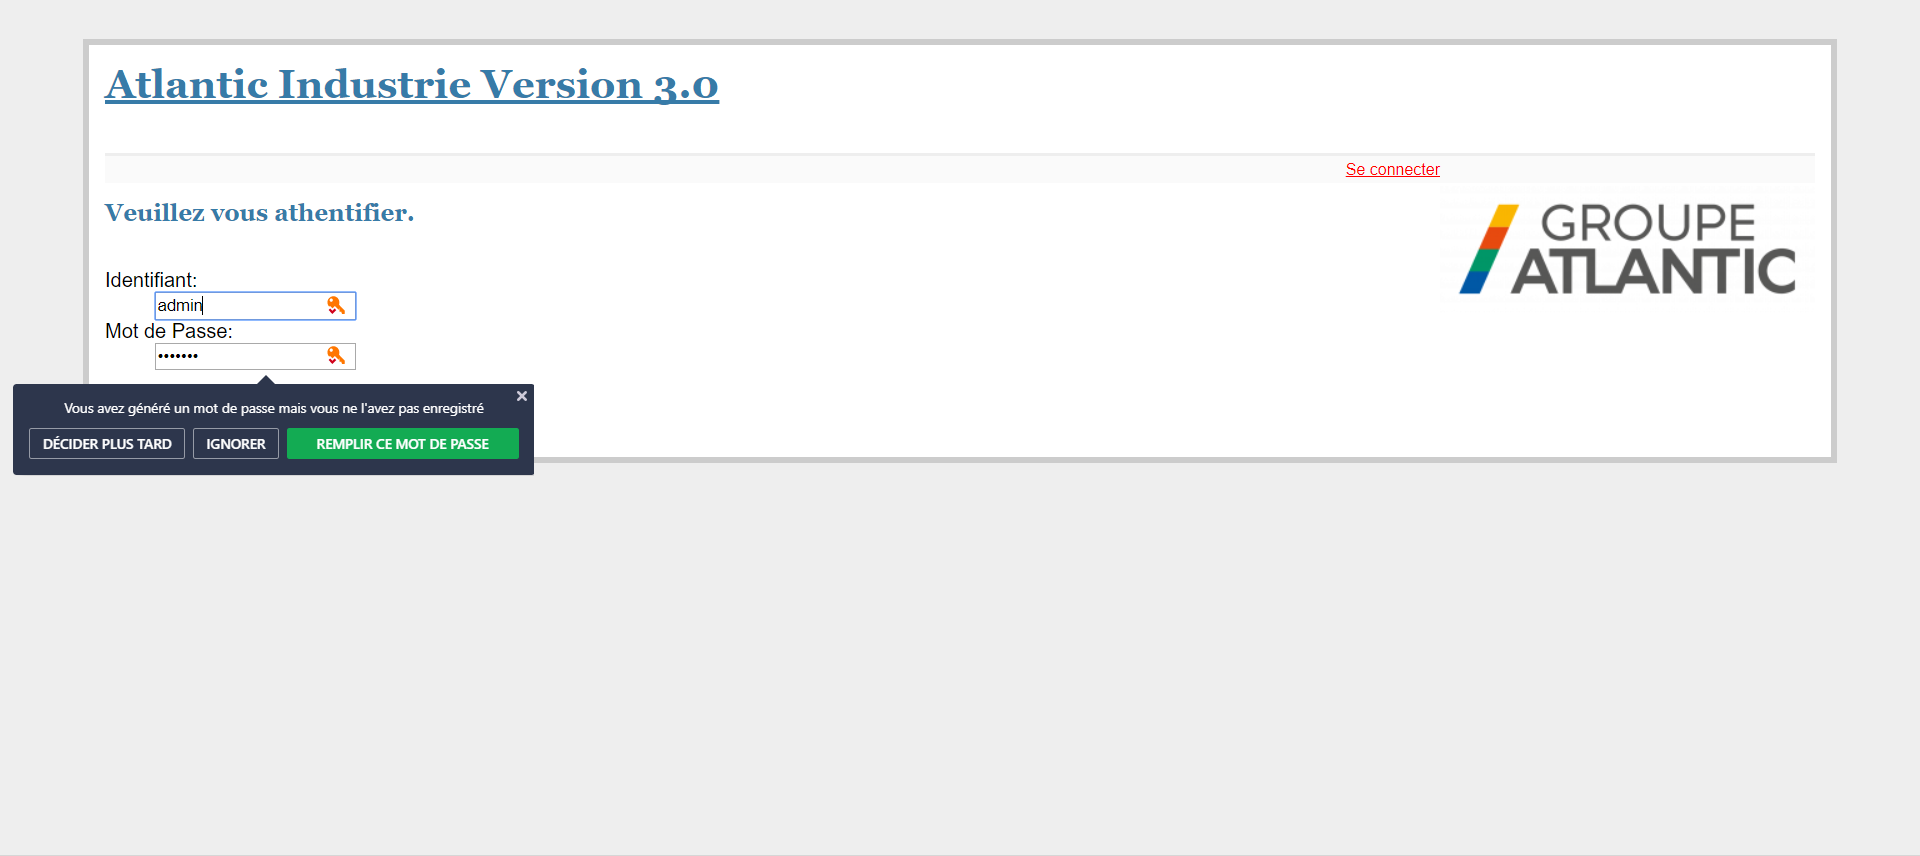 Atlantic Industrie Version 3.0
Se connecter
Veuillez vous athentifier.
GROUPE
ATLANTIC
Identifiant:
admin
Mot de Passe:
•••••••
Vous avez généré un mot de passe mais vous ne l'avez pas enregistré
DÉCIDER PLUS TARD IGNORER REMPLIR CE MOT DE PASSE